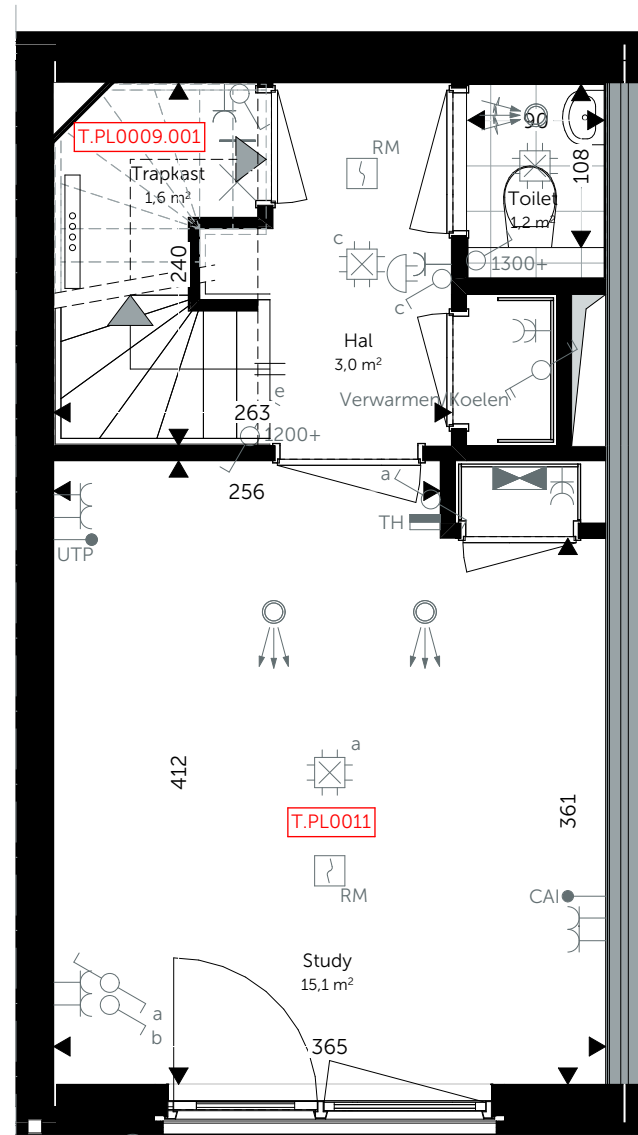 T.PL0009.001
Trapkast
1,6 m²
RM
90
108
Toilet
1,2 m²
1300+
c
c
240
Hal
3,0 m²
e
Verwarmen/Koelen
263
1200+
256
a
TH
UTP
412
a
T.PL0011
361
RM
CAI
Study
15,1 m²
a
b
365